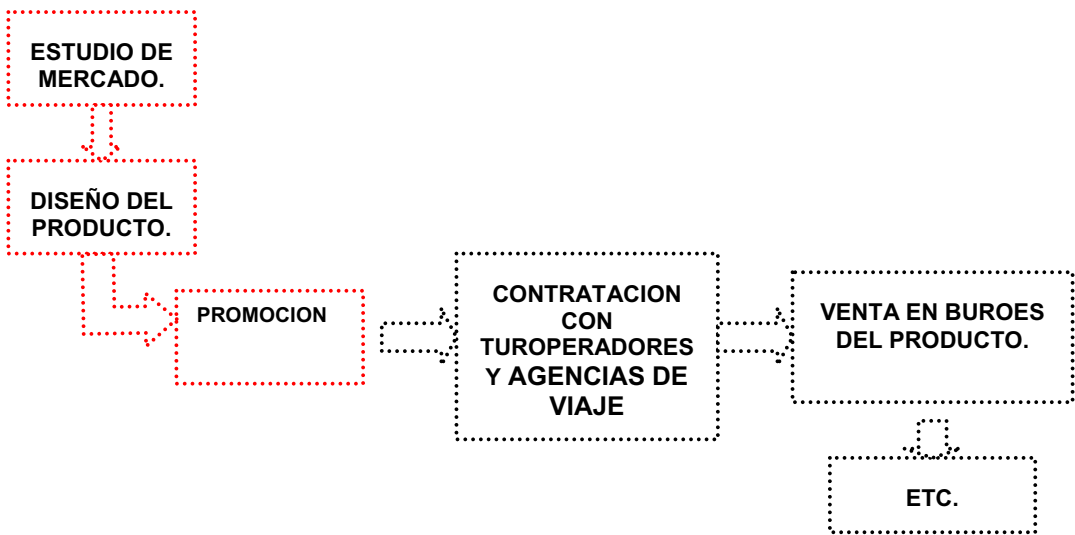 ESTUDIO DE
MERCADO.
DISEÑO DEL
PRODUCTO.
PROMOCION
CONTRATACION
CON
TUROPERADORES
Y AGENCIAS DE
VIAJE
VENTA EN BUROES
DEL PRODUCTO.
ETC.